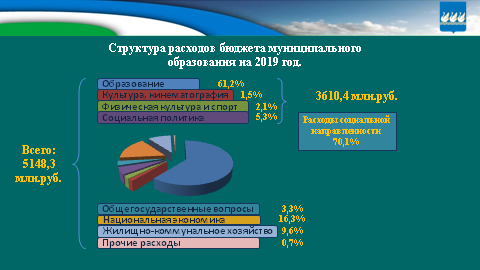 Структура расходов бюджета муниципального
образования на 2019 год.
Образование 61,2%
Культура, кинематография 1,5%
Физическая культура и спорт 2,1%
Социальная политика 5,3%
3610,4 млн.руб.
Расходы социальной
направленности
70,1%
Всего:
5148,3
млн.руб.
Общегосударственные вопросы 3,3%
Национальная экономика 16,3%
Жилищно-коммунальное хозяйство 9,6%
Прочие расходы 0,7%